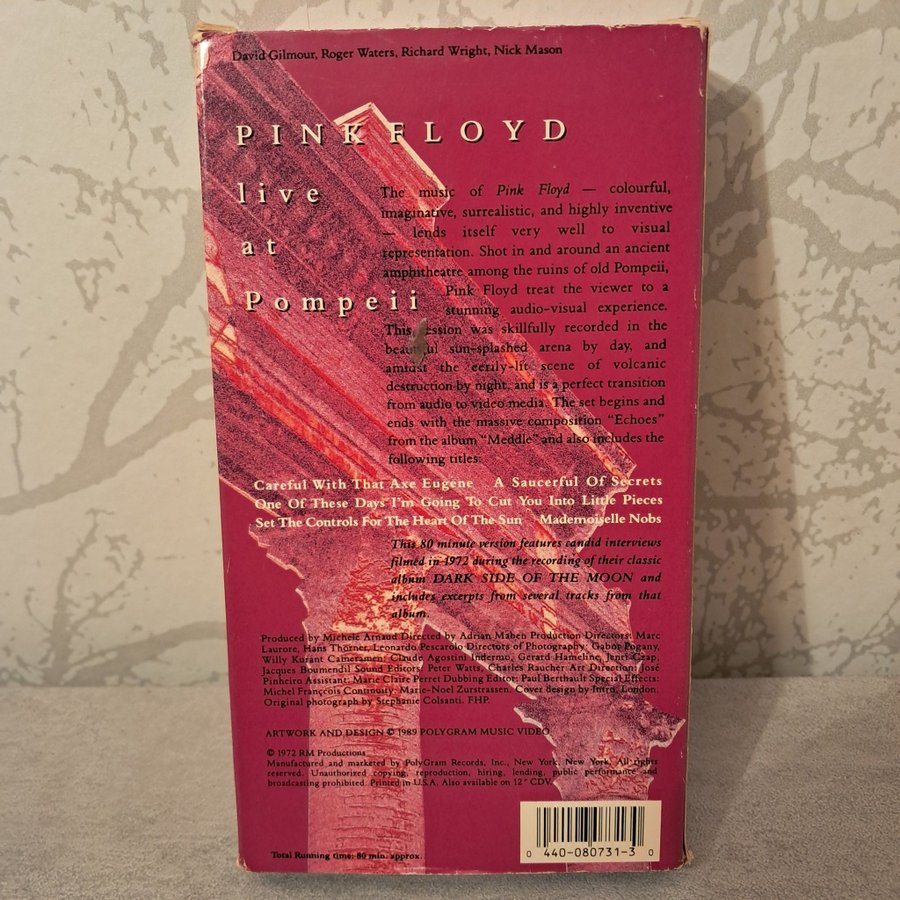 David Gilmour, Roger Waters, Richard Wright, Nick Mason
PINK FLOYD
live
at
Pompeii
The music of Pink Floyd — colourful,
imaginative, surrealistic, and highly inventive
— lends itself very well to visual
representation. Shot in and around an ancient
amphitheatre among the ruins of old Pompeii,
Pink Floyd treat the viewer to a
stunning audio-visual experience.
This session was skillfully recorded in the
beautiful sun-splashed arena by day, and
amidst the eerily-lit scene of volcanic
destruction by night, and is a perfect transition
from audio to video media. The set begins and
ends with the massive composition "Echoes"
from the album "Meddle" and also includes the
following titles:
Careful With That Axe Eugene A Saucerful Of Secrets
One Of These Days I'm Going To Cut You Into Little Pieces
Set The Controls For The Heart Of The Sun Mademoiselle Nobs
This 80 minute version features candid interviews
filmed in 1972 during the recording of their classic
album DARK SIDE OF THE MOON and
includes excerpts from several tracks from that
album.
Produced by Michele Arnaud Directed by Adrian Maben Production Directors: Marc
Laurore, Hans Thorner, Leonardo Pescarolo Directors of Photography: Gabor Pogany,
Willy Kurant Cameramen: Claude Agostini Indermo, Gerard Hameline, Jenri Czap,
Jacques Boumendil Sound Editors: Peter Watts, Charles Raucher Art Direction: José
Pinheiro Assistant: Marie Claire Perret Dubbing Editor: Paul Berthault Special Effects:
Michel François Continuity: Marie-Noel Zurstrassen. Cover design by Intro, London.
Original photograph by Stephanie Colsanti. FHP.
ARTWORK AND DESIGN © 1989 POLYGRAM MUSIC VIDEO
© 1972 RM Productions
Manufactured and marketed by PolyGram Records, Inc., New York, New York. All rights
reserved. Unauthorized copying, reproduction, hiring, lending, public performance and
broadcasting prohibited. Printed in U.S.A. Also available on 12" CDV.
Total Running time: 80 min. approx.
0 440-080731-3 0